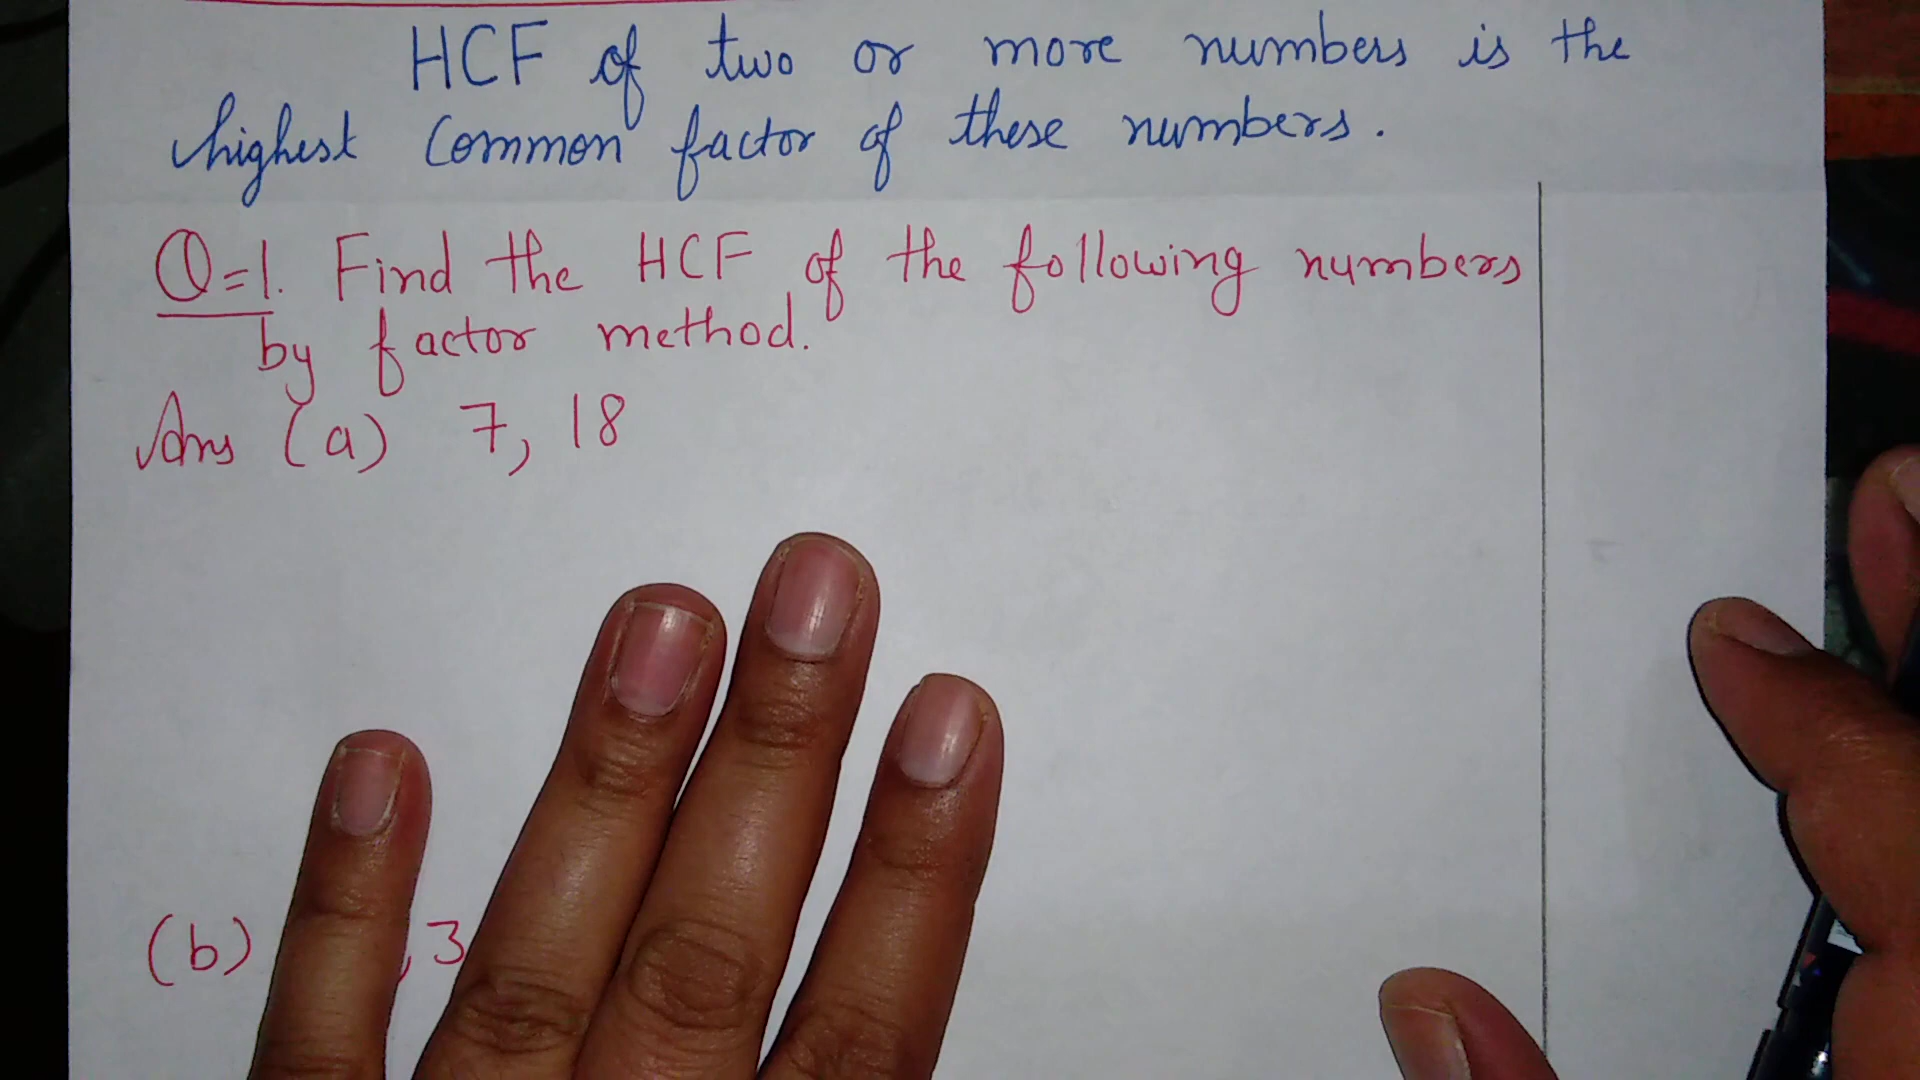 HCF of two or more numbers is the
highest Common factor of these numbers.
Q=1. Find the HCF of the following numbers
by factor method.
Ans (a) 7, 18
(b) , 3